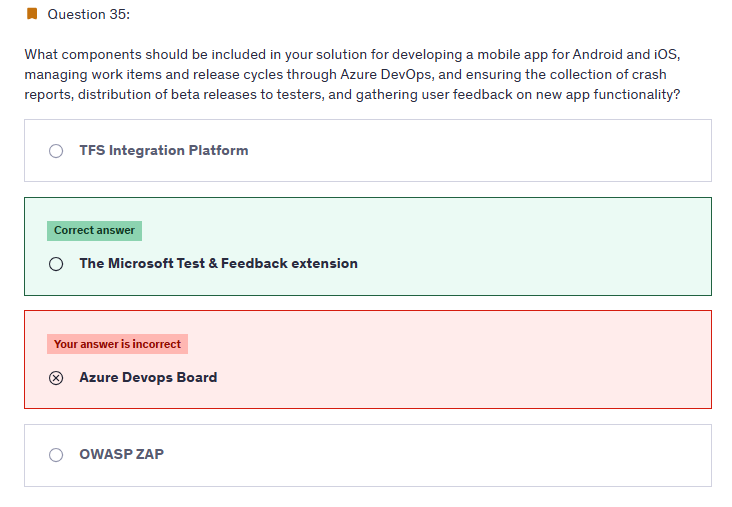 Question 35:
What components should be included in your solution for developing a mobile app for Android and iOS,
managing work items and release cycles through Azure DevOps, and ensuring the collection of crash
reports, distribution of beta releases to testers, and gathering user feedback on new app functionality?
TFS Integration Platform
Correct answer
The Microsoft Test & Feedback extension
Your answer is incorrect
Azure Devops Board
OWASP ZAP